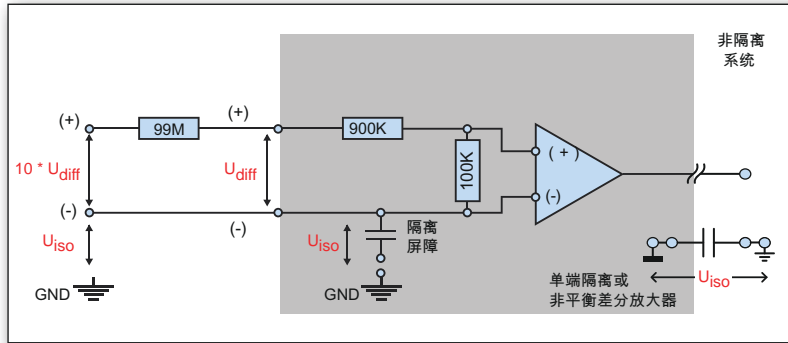 非隔离
系统
(+)
99M
(+)
900K
10 * Udiff
Udiff
100K
( + )
(-)
(-)
(-)
Uiso
Uiso
隔离
屏障
GND
GND
单端隔离或
非平衡差分放大器
Uiso